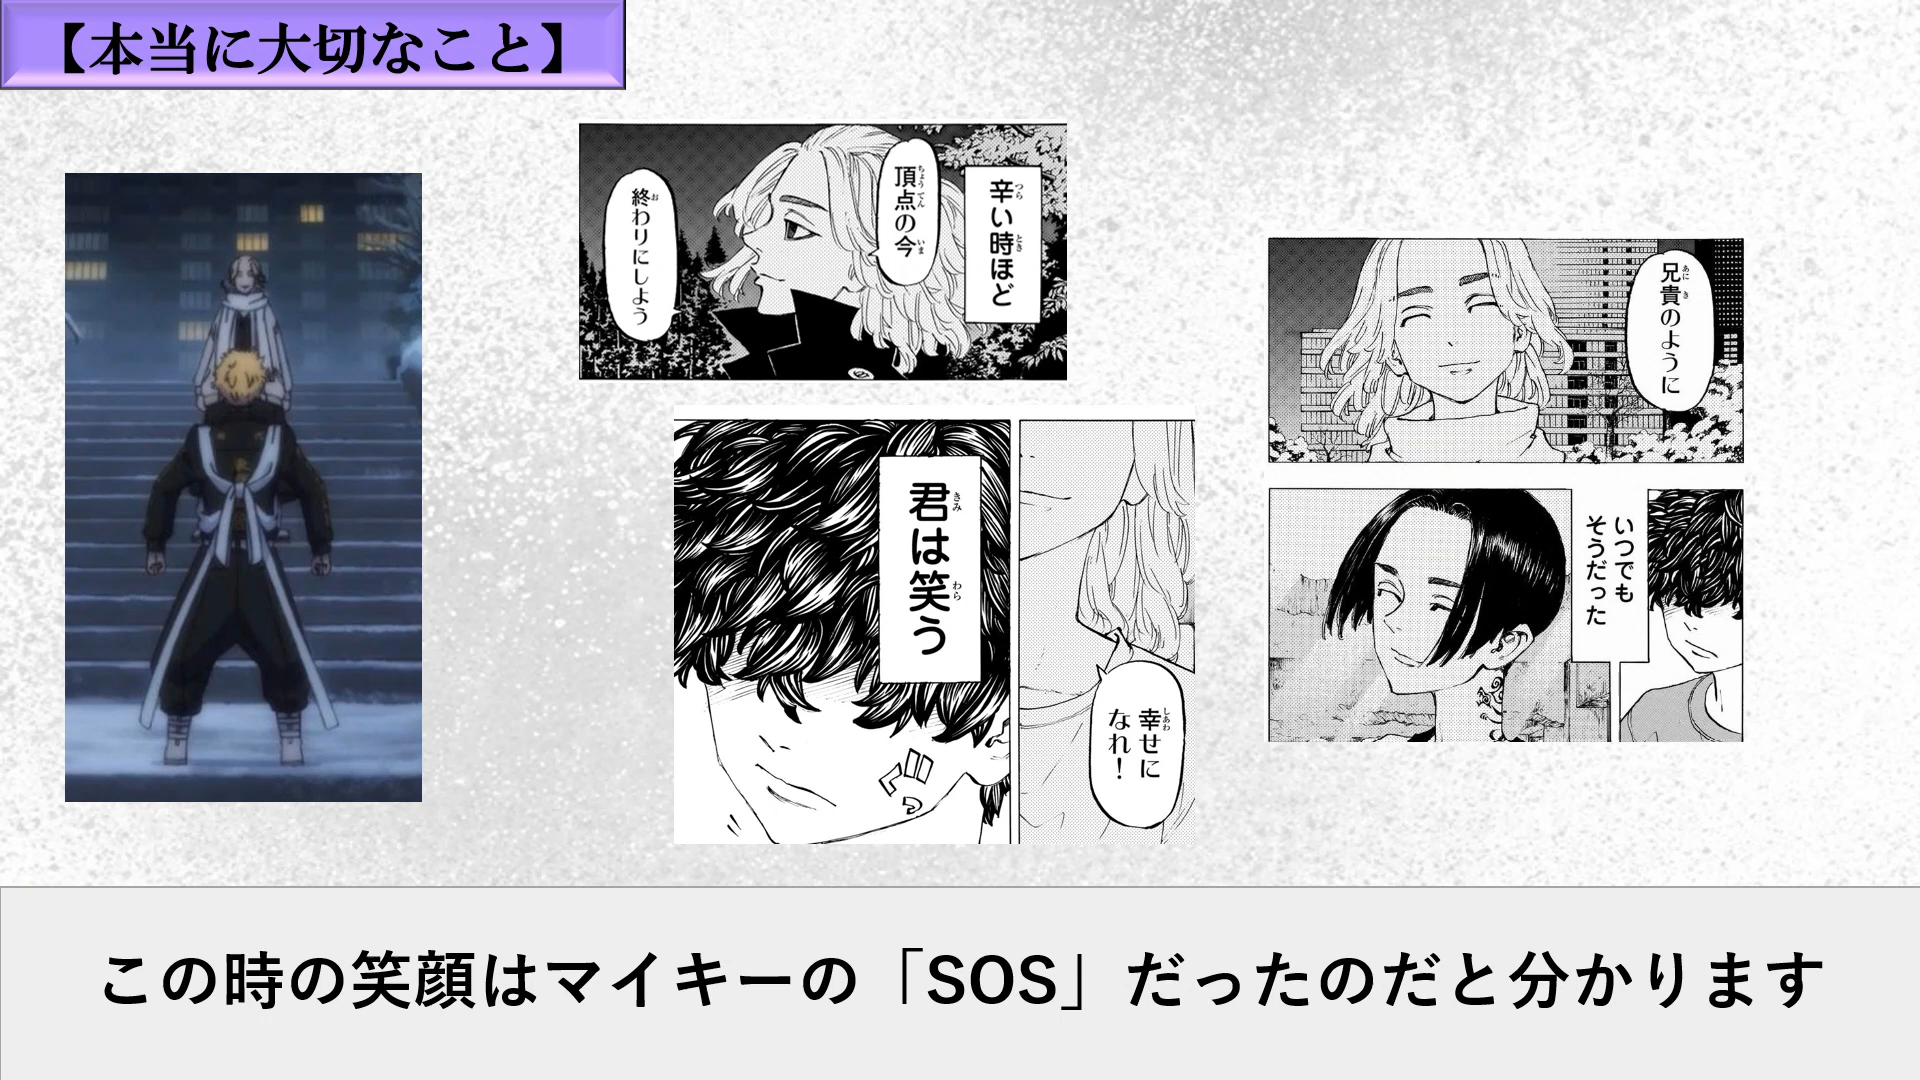 【本当に大切なこと】
辛い時ほど
頂点の今
終わりにしよう
君は笑う
幸せに
なれ!
兄貴のように
いつでも
そうだった
この時の笑顔はマイキーの「SOS」だったのだと分かります